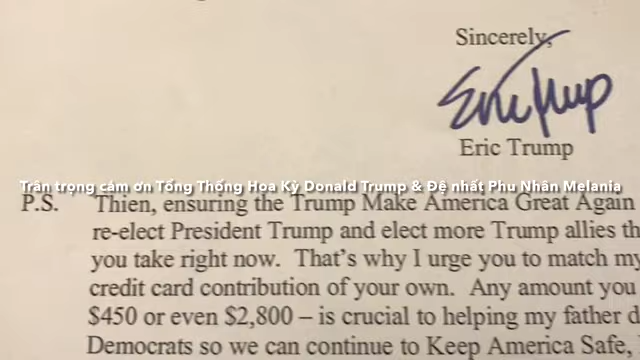 Sincerely,
Eric Trump
Eric Trump
Trân trọng cảm ơn Tổng Thống Hoa Kỳ Donald Trump & Đệ nhất Phu Nhân Melania
P.S. Thien, ensuring the Trump Make America Great Again
re-elect President Trump and elect more Trump allies th
you take right now. That's why I urge you to match my
credit card contribution of your own. Any amount you
$450 or even $2,800 – is crucial to helping my father d
Democrats so we can continue to Keep America Safe,